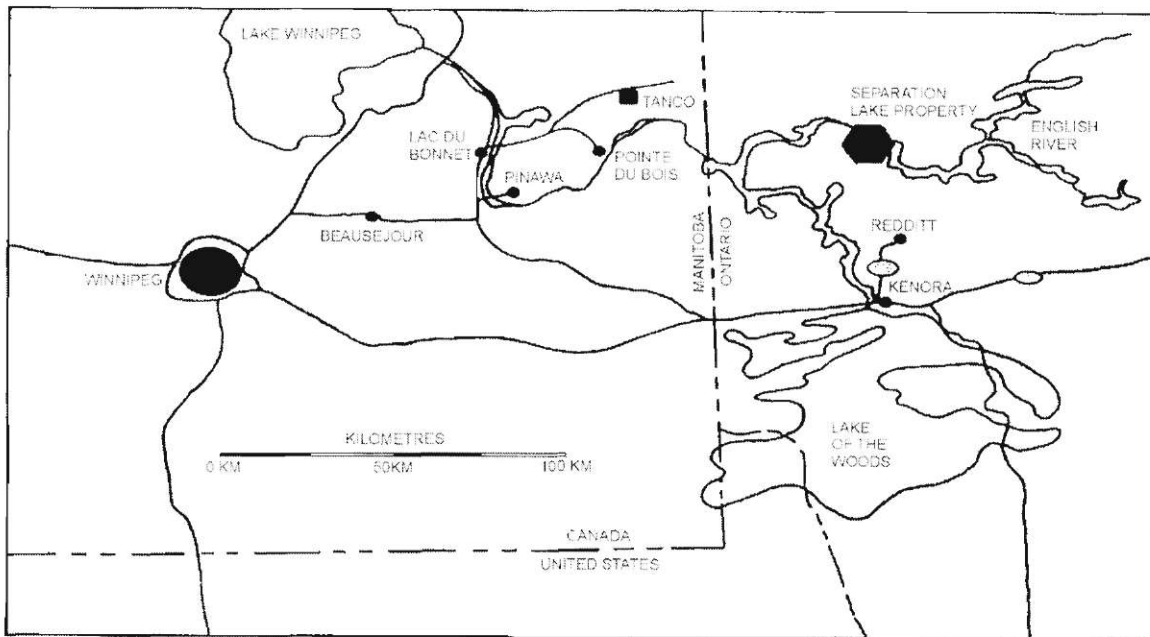 LAKE WINNIPEG
TANCO
SEPARATION
LAKE PROPERTY
ENGLISH
RIVER
LAC DU
BONNET
POINTE
DU BOIS
PINAWA
BEAUSEJOUR
REDDITT
MANITOBA
ONTARIO
WINNIPEG
KENORA
LAKE
OF THE
WOODS
KILOMETRES
0 KM
50KM
100 KM
CANADA
UNITED STATES